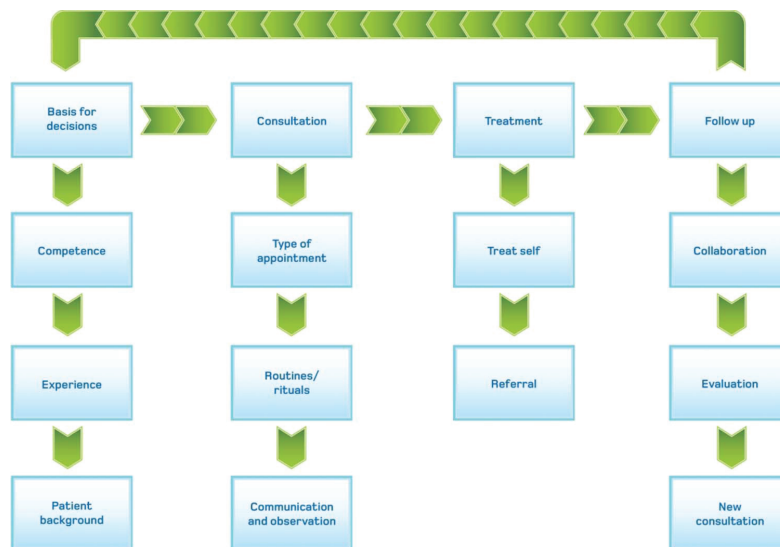 Basis for
decisions
Consultation
Treatment
Follow up
Competence
Type of
appointment
Treat self
Collaboration
Experience
Routines/
rituals
Referral
Evaluation
Patient
background
Communication
and observation
New
consultation